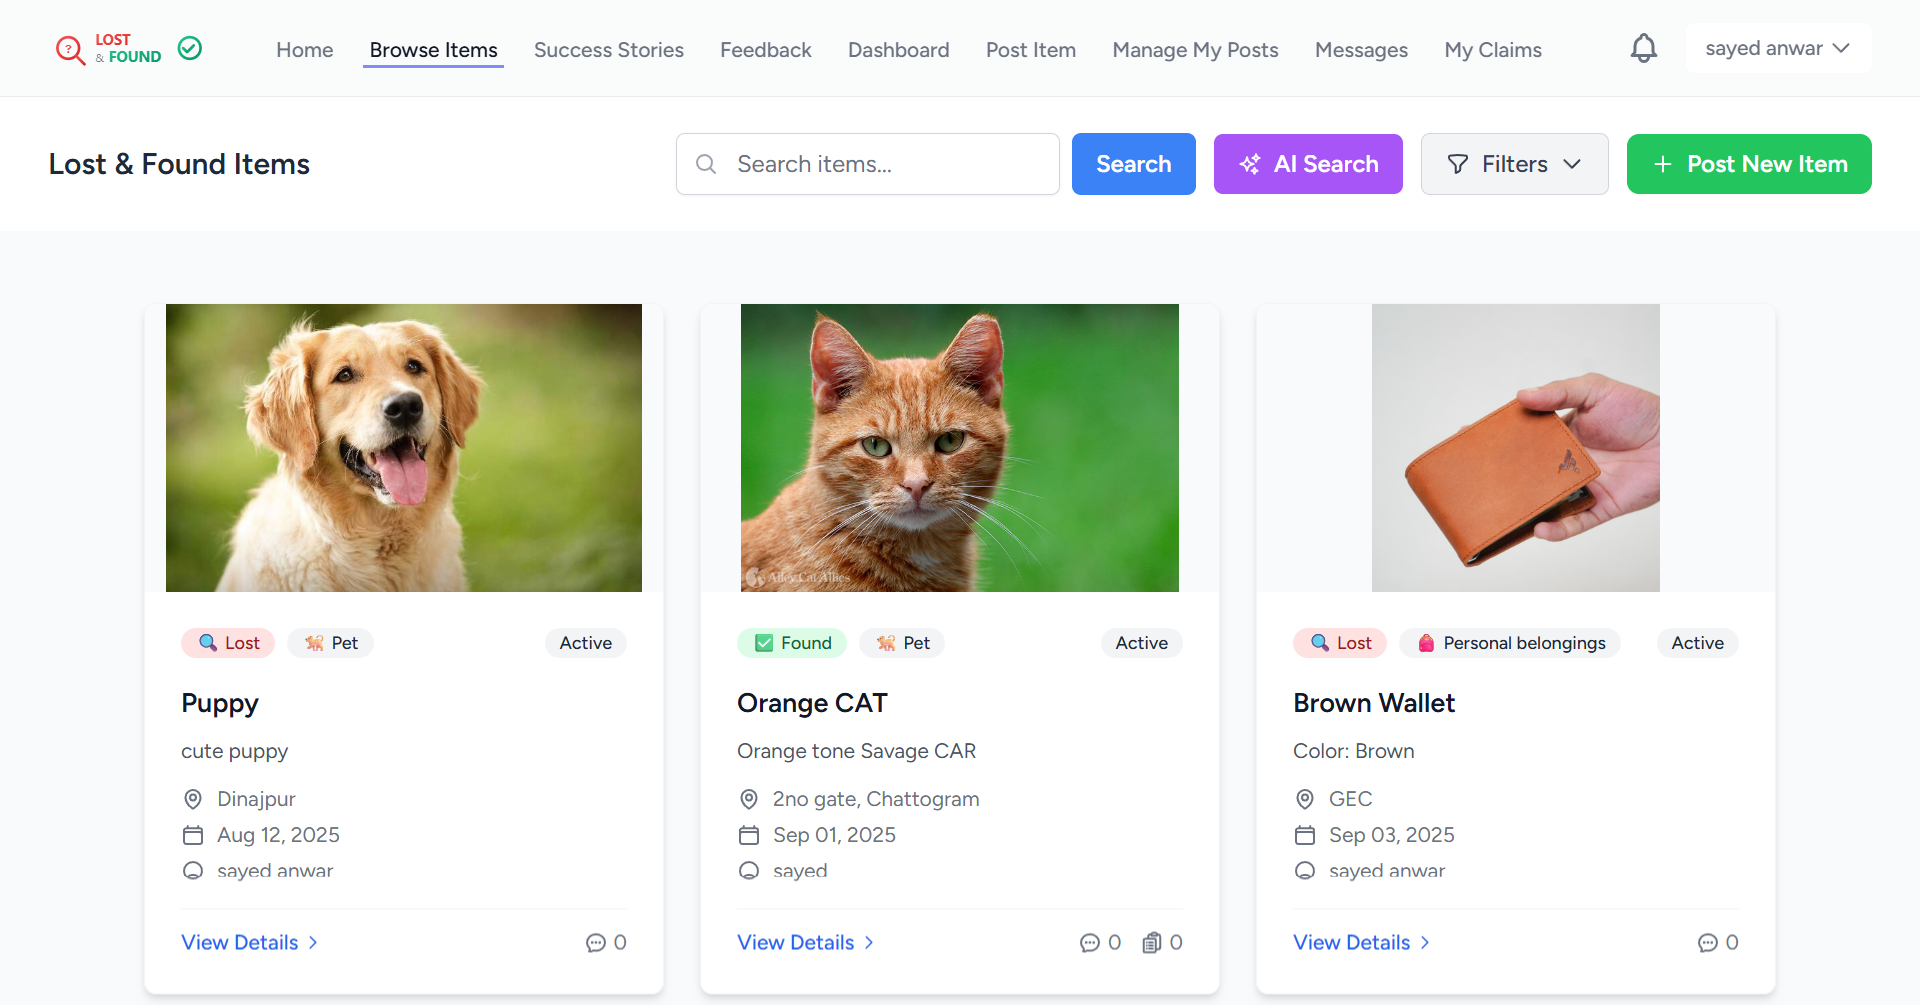 LOST
& FOUND
Home
Browse Items
Success Stories
Feedback
Dashboard
Post Item
Manage My Posts
Messages
My Claims
sayed anwar
Lost & Found Items
Search items...
Search
AI Search
Filters
Post New Item
Lost
Pet
Active
Puppy
cute puppy
Dinajpur
Aug 12, 2025
sayed anwar
View Details
0
Alley Cat Allies
Found
Pet
Active
Orange CAT
Orange tone Savage CAR
2no gate, Chattogram
Sep 01, 2025
sayed
View Details
0
0
Lost
Personal belongings
Active
Brown Wallet
Color: Brown
GEC
Sep 03, 2025
sayed anwar
View Details
0